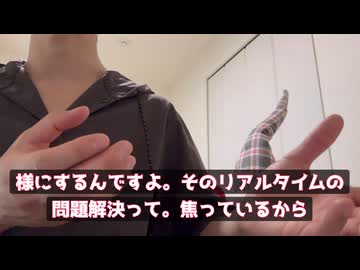 様にするんですよ。そのリアルタイムの
問題解決って。焦っているから